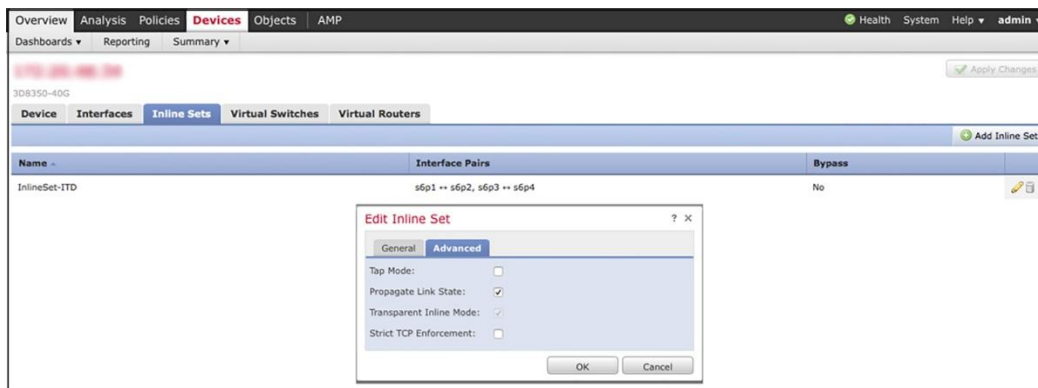 Overview Analysis Policies Devices Objects AMP Health System Help ▾ admin
Dashboards ▾ Reporting Summary ▾
Apply Changes
3D8350-40G
Device Interfaces Inline Sets Virtual Switches Virtual Routers
Add Inline Set
Name Interface Pairs Bypass
InlineSet-ITD s6p1 ↔ s6p2, s6p3 ↔ s6p4 No
Edit Inline Set ? ×
General Advanced
Tap Mode:
Propagate Link State:
Transparent Inline Mode:
Strict TCP Enforcement:
OK Cancel